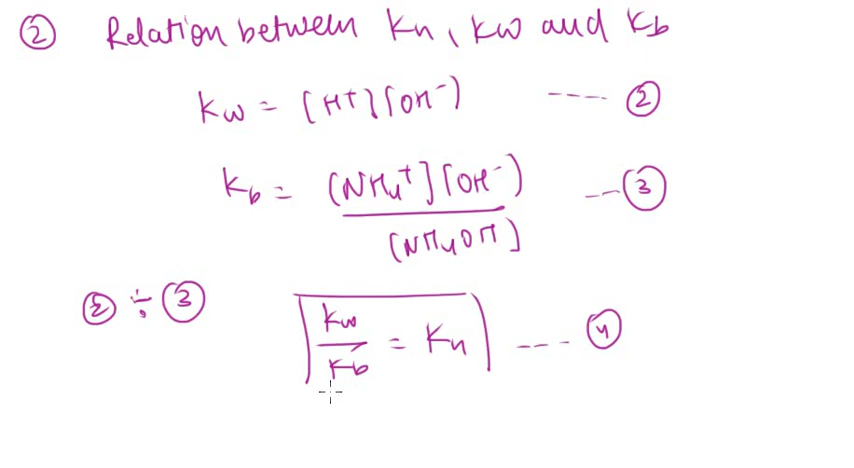 ② Relation between Kh, Kw and Kb
Kw = [H+][OH-] ---- ②
Kb = [NH4+][OH-] / [NH4OH] --- ③
② ÷ ③ Kw / Kb = Kh ---- ④